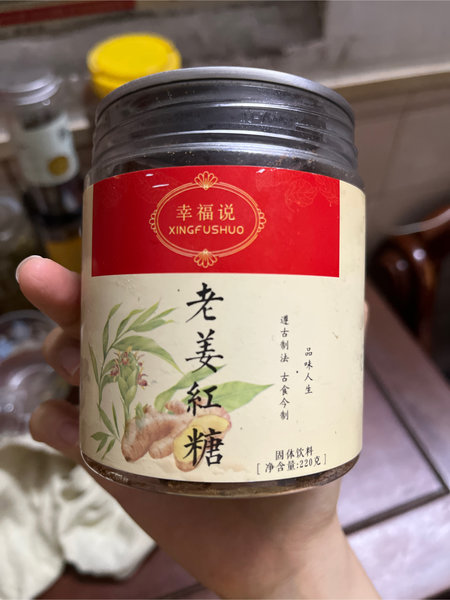 幸福说
XINGFUSHUO
老姜紅糖
遵古制法 古食今制
·品味人生
固体饮料
[ 净含量:220克 ]